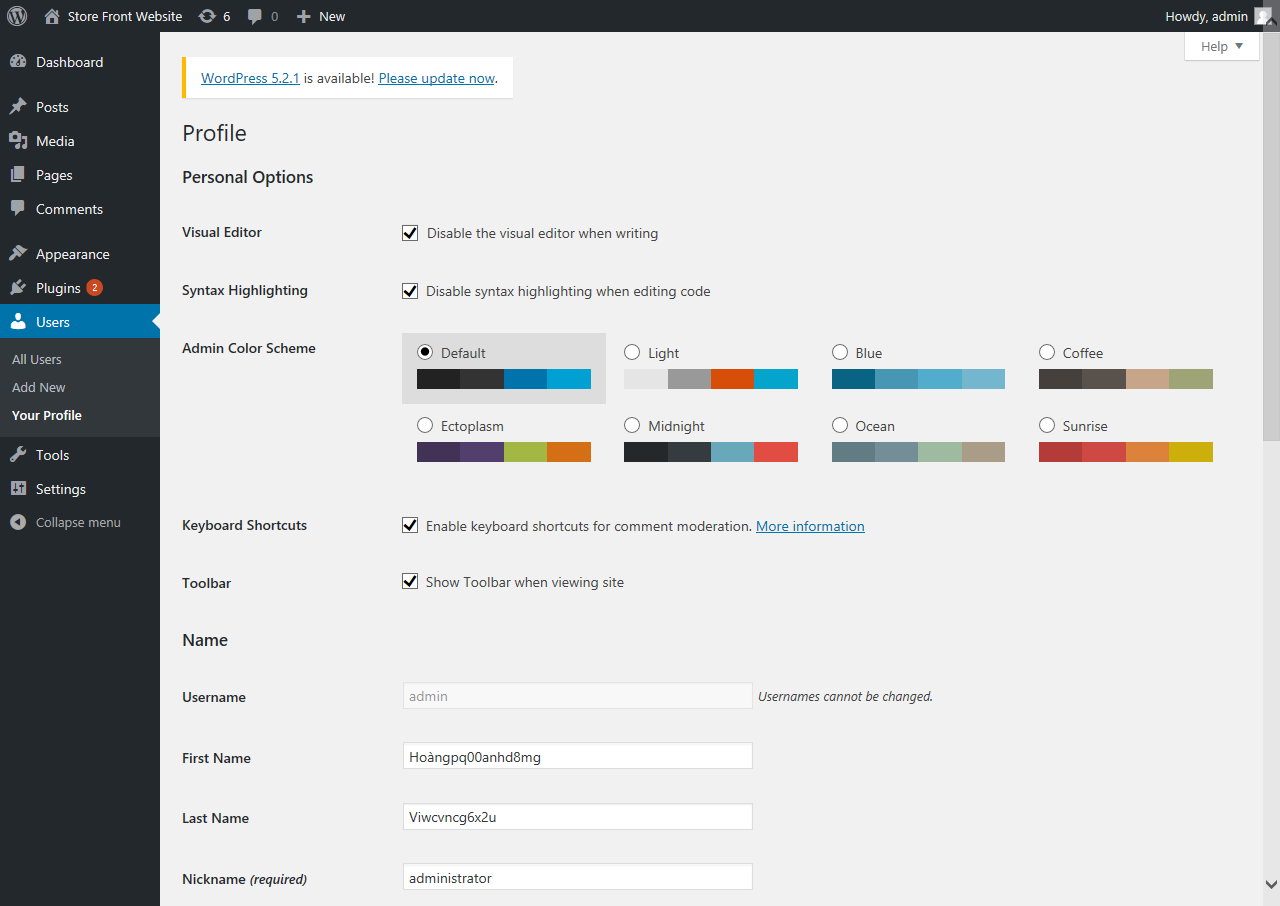 Store Front Website 6 0 New Howdy, admin
Help
Dashboard
Posts
Media
Pages
Comments
Appearance
Plugins 2
Users
All Users
Add New
Your Profile
Tools
Settings
Collapse menu
WordPress 5.2.1 is available! Please update now.
Profile
Personal Options
Visual Editor Disable the visual editor when writing
Syntax Highlighting Disable syntax highlighting when editing code
Admin Color Scheme Default Light Blue Coffee
Ectoplasm Midnight Ocean Sunrise
Keyboard Shortcuts Enable keyboard shortcuts for comment moderation. More information
Toolbar Show Toolbar when viewing site
Name
Username admin Usernames cannot be changed.
First Name Hoàngpq00anhd8mg
Last Name Viwcvncg6x2u
Nickname (required) administrator